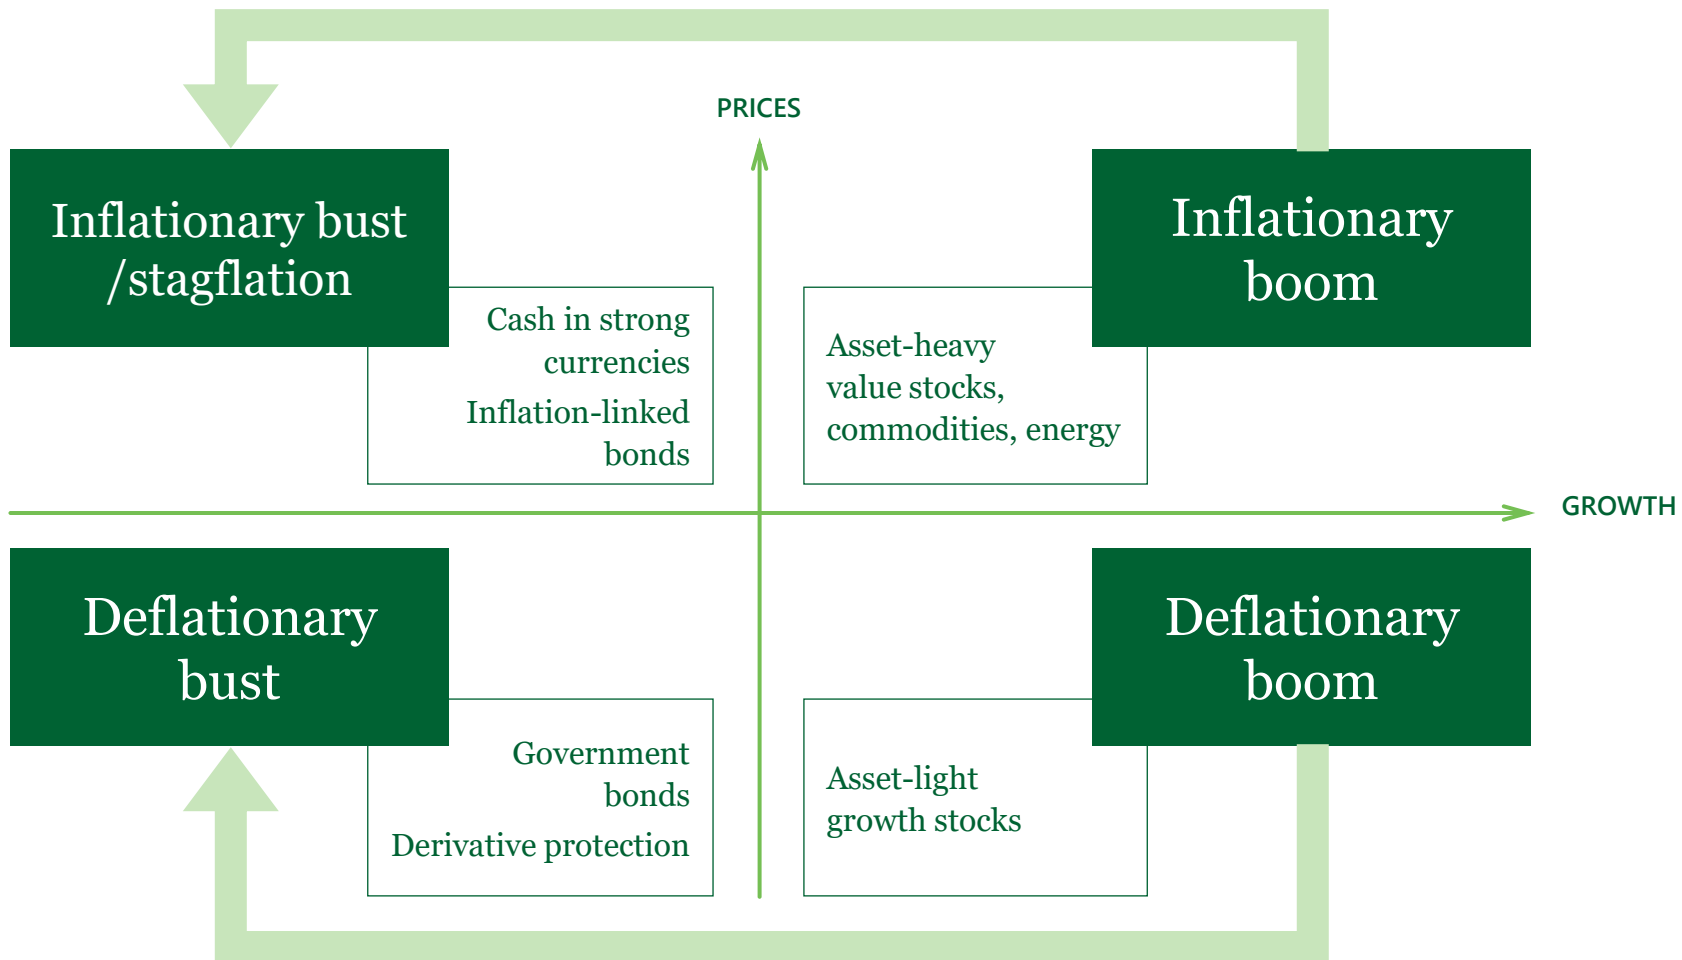 PRICES
Inflationary bust
/stagflation
Cash in strong
currencies
Inflation-linked
bonds
Inflationary
boom
Asset-heavy
value stocks,
commodities, energy
GROWTH
Deflationary
bust
Government
bonds
Derivative protection
Deflationary
boom
Asset-light
growth stocks